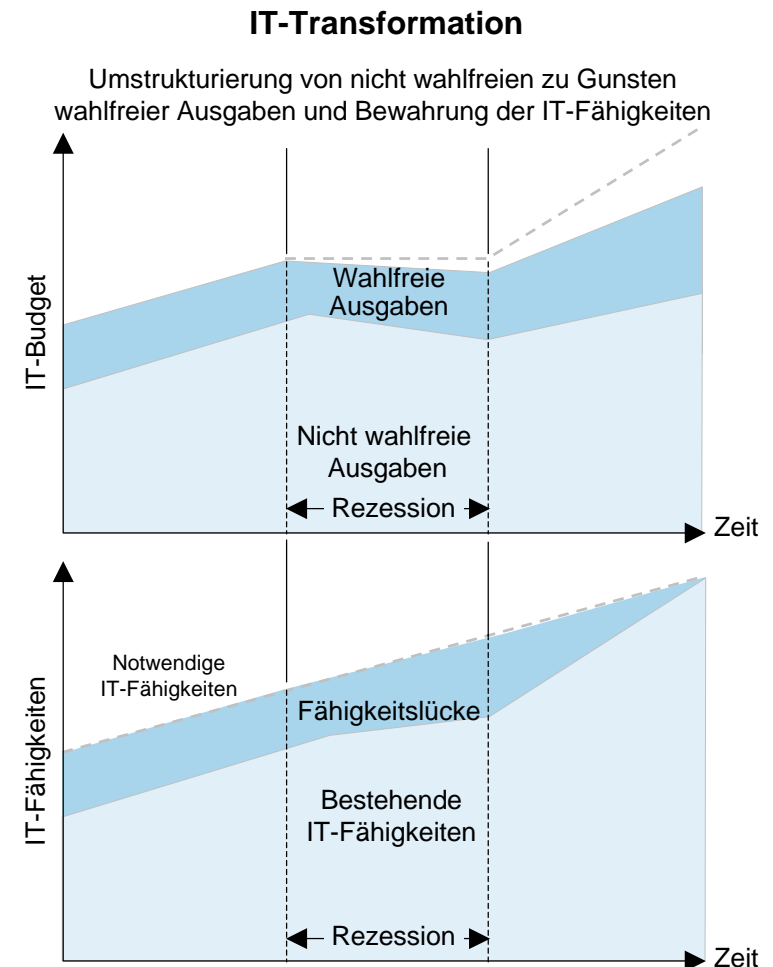 IT-Transformation
Umstrukturierung von nicht wahlfreien zu Gunsten
wahlfreier Ausgaben und Bewahrung der IT-Fähigkeiten
IT-Budget
Wahlfreie
Ausgaben
Nicht wahlfreie
Ausgaben
Rezession
Zeit
IT-Fähigkeiten
Notwendige
IT-Fähigkeiten
Fähigkeitslücke
Bestehende
IT-Fähigkeiten
Rezession
Zeit